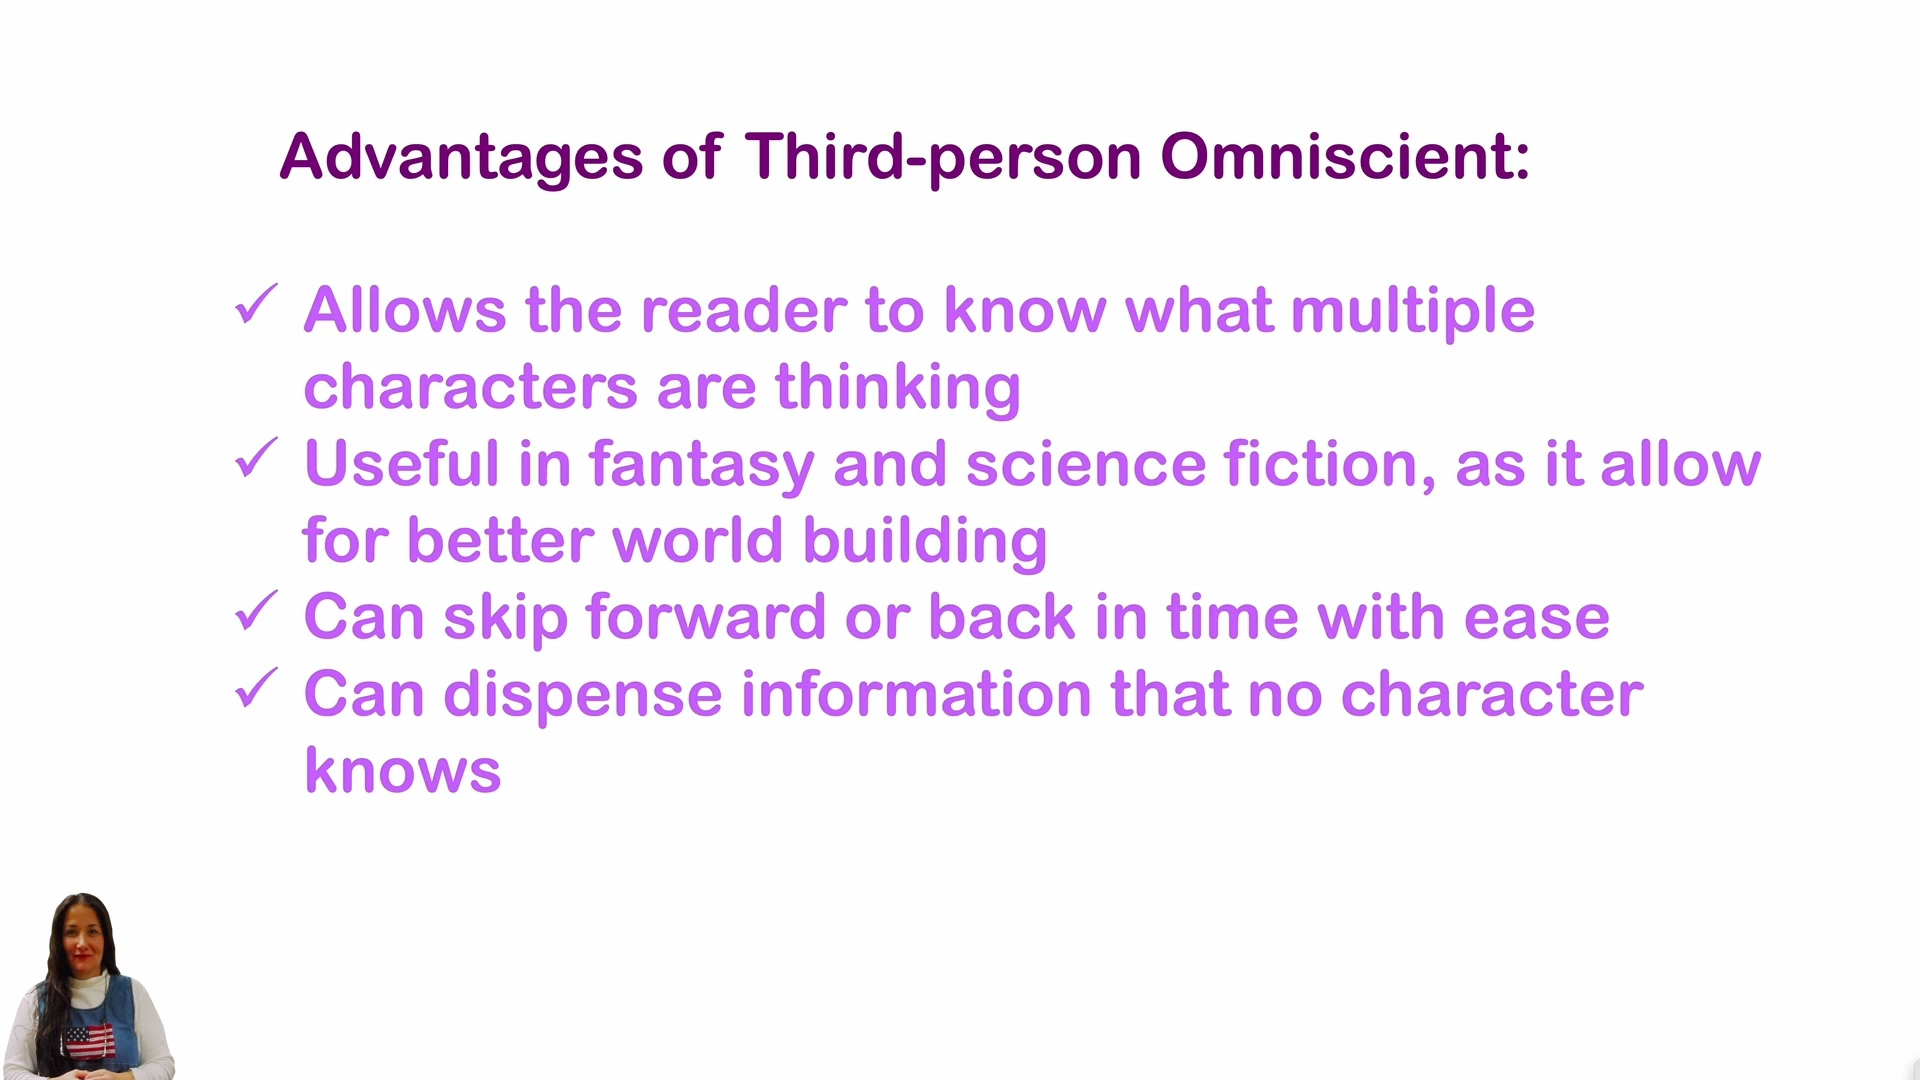 Advantages of Third-person Omniscient:
✓ Allows the reader to know what multiple
characters are thinking
✓ Useful in fantasy and science fiction, as it allow
for better world building
✓ Can skip forward or back in time with ease
✓ Can dispense information that no character
knows